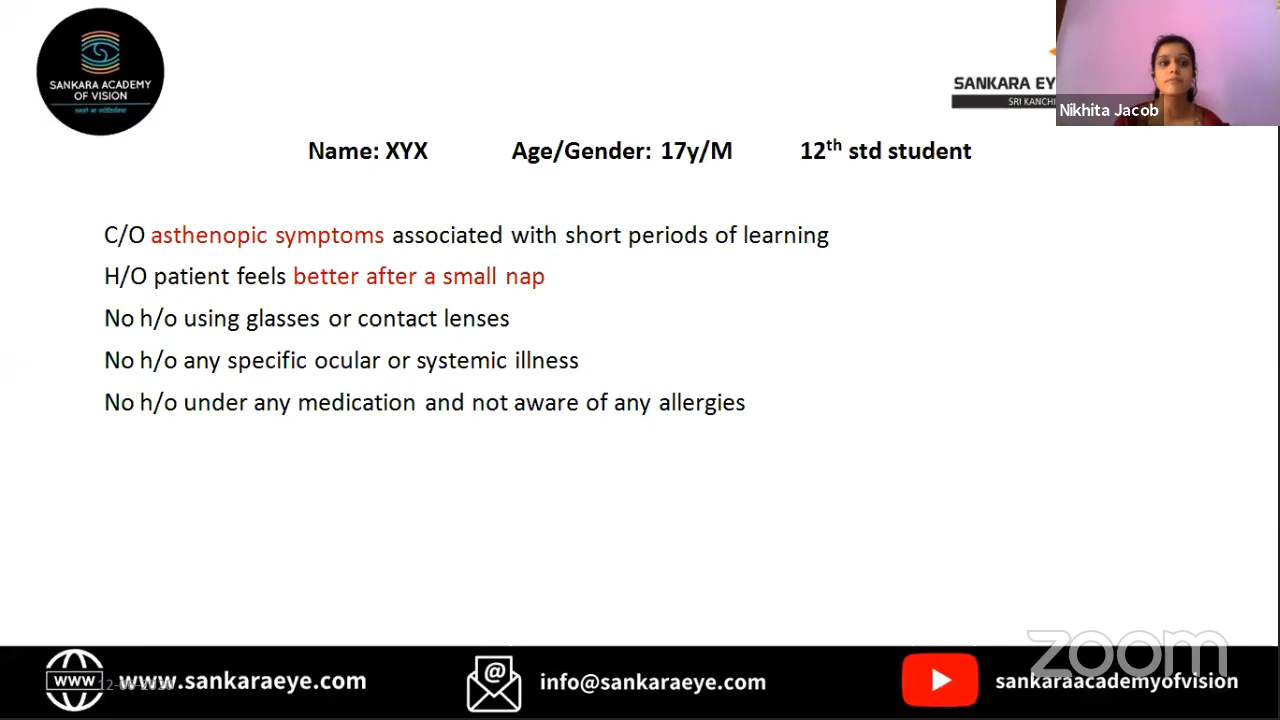 SANKARA ACADEMY
OF VISION
SANKARA EY
SRI KANCHI
Nikhita Jacob
Name: XYX Age/Gender: 17y/M 12th std student
C/O asthenopic symptoms associated with short periods of learning
H/O patient feels better after a small nap
No h/o using glasses or contact lenses
No h/o any specific ocular or systemic illness
No h/o under any medication and not aware of any allergies
zoom
www www.sankaraeye.com
@ info@sankaraeye.com
sankaraacademyofvision